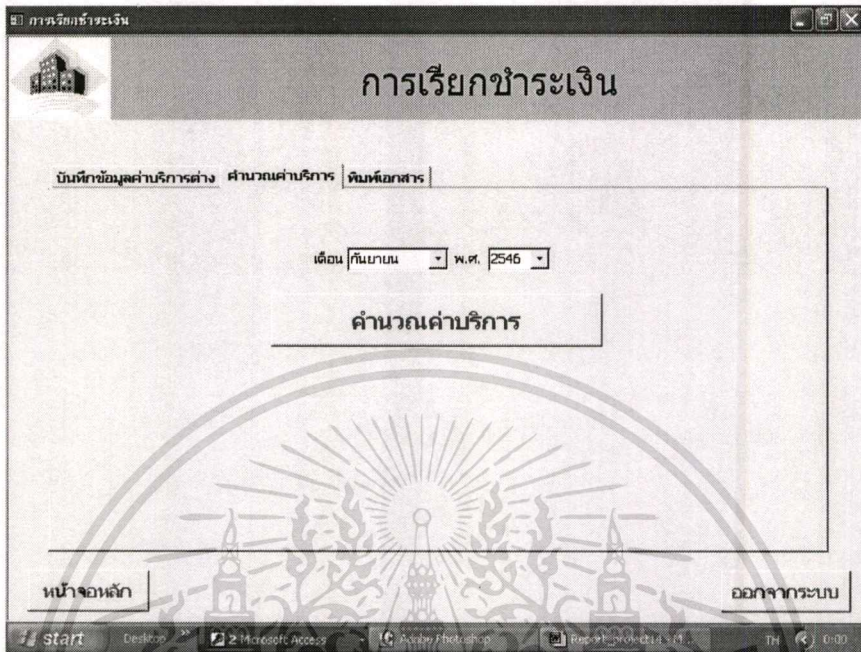 การเรียกชำระเงิน
การเรียกชำระเงิน
บันทึกข้อมูลค่าบริการต่าง คำนวณค่าบริการ พิมพ์เอกสาร
เดือน กันยายน พ.ศ. 2546
คำนวณค่าบริการ
หน้าจอหลัก ออกจากระบบ
start Desktop » 2 Microsoft Access Adobe Photoshop Report_project14 - M... TH 0:00